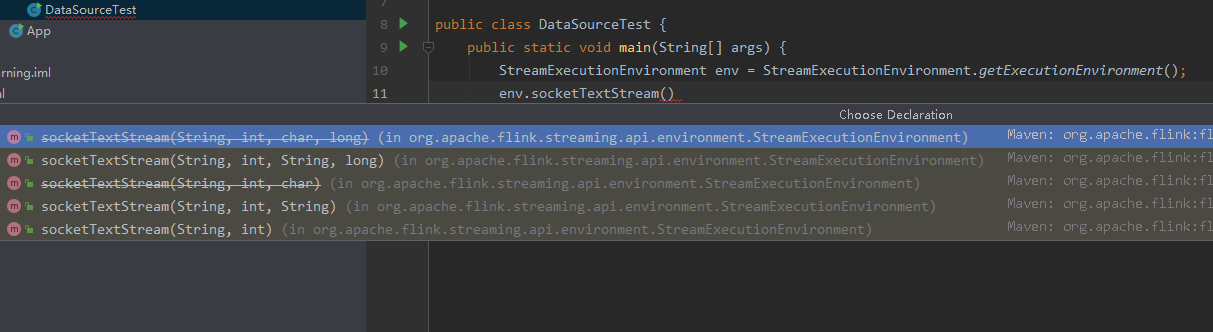 DataSourceTest
App
rning.iml
ml
7
8 public class DataSourceTest {
9 public static void main(String[] args) {
10 StreamExecutionEnvironment env = StreamExecutionEnvironment.getExecutionEnvironment();
11 env.socketTextStream()
Choose Declaration
m socketTextStream(String, int, char, long) (in org.apache.flink.streaming.api.environment.StreamExecutionEnvironment) Maven: org.apache.flink:fl
m socketTextStream(String, int, String, long) (in org.apache.flink.streaming.api.environment.StreamExecutionEnvironment) Maven: org.apache.flink:fl
m socketTextStream(String, int, char) (in org.apache.flink.streaming.api.environment.StreamExecutionEnvironment) Maven: org.apache.flink:fl
m socketTextStream(String, int, String) (in org.apache.flink.streaming.api.environment.StreamExecutionEnvironment) Maven: org.apache.flink:fl
m socketTextStream(String, int) (in org.apache.flink.streaming.api.environment.StreamExecutionEnvironment) Maven: org.apache.flink:fl